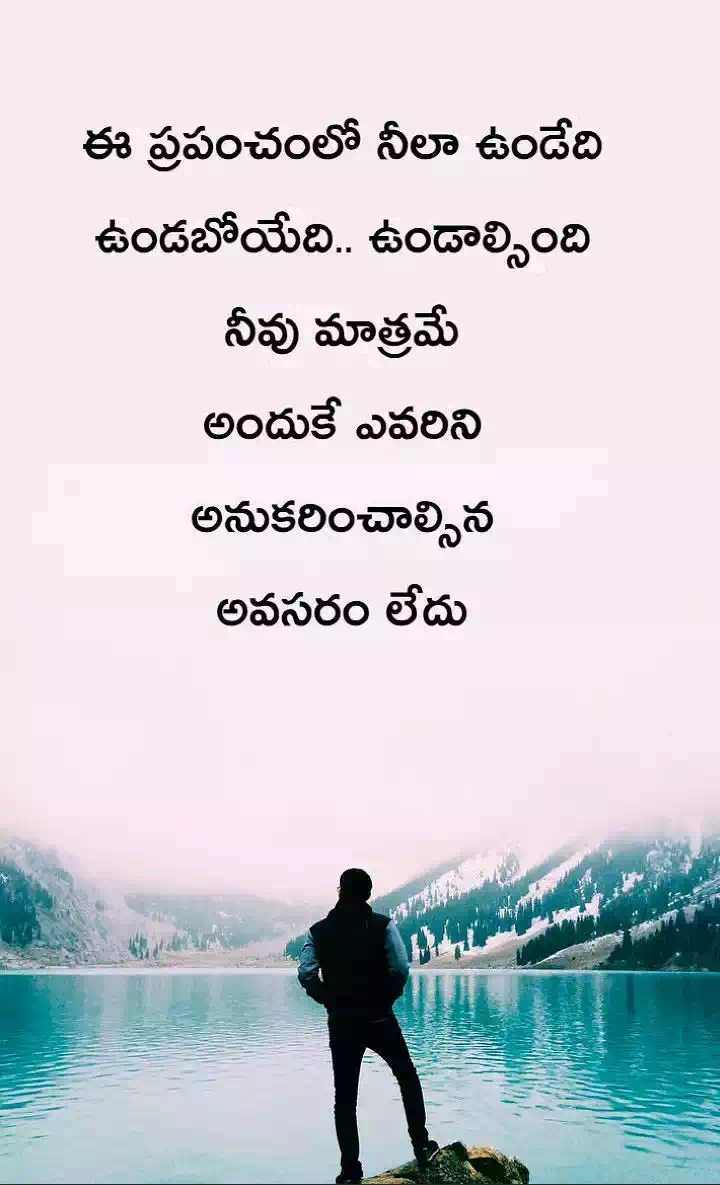 ఈ ప్రపంచంలో నీలా ఉండేది
ఉండబోయేది.. ఉండాల్సింది
నీవు మాత్రమే
అందుకే ఎవరిని
అనుకరించాల్సిన
అవసరం లేదు